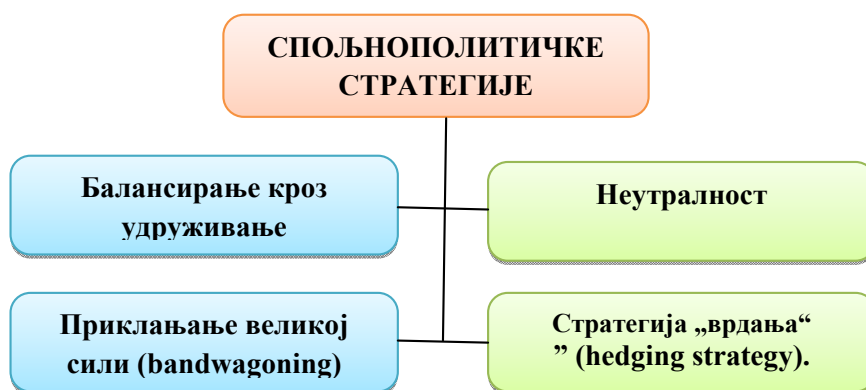 СПОЉНОПОЛИТИЧКЕ
СТРАТЕГИЈЕ
Балансирање кроз
удруживање
Неутралност
Приклањање великој
сили (bandwagoning)
Стратегија „врдања“
” (hedging strategy).